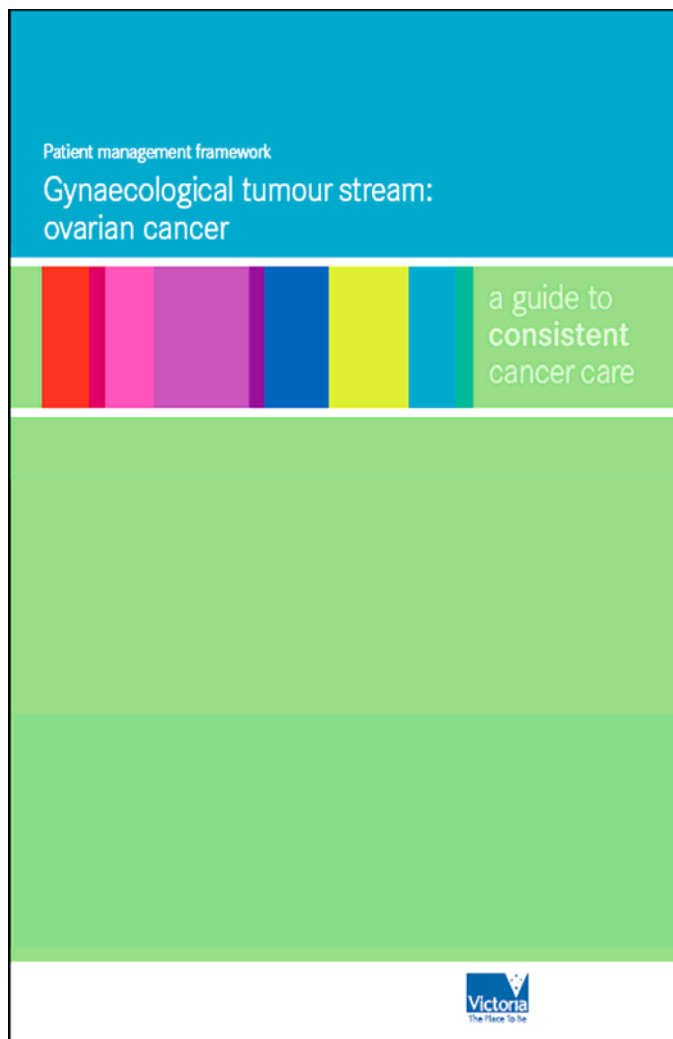 Patient management framework
Gynaecological tumour stream:
ovarian cancer
a guide to
consistent
cancer care
Victoria
The Place To Be